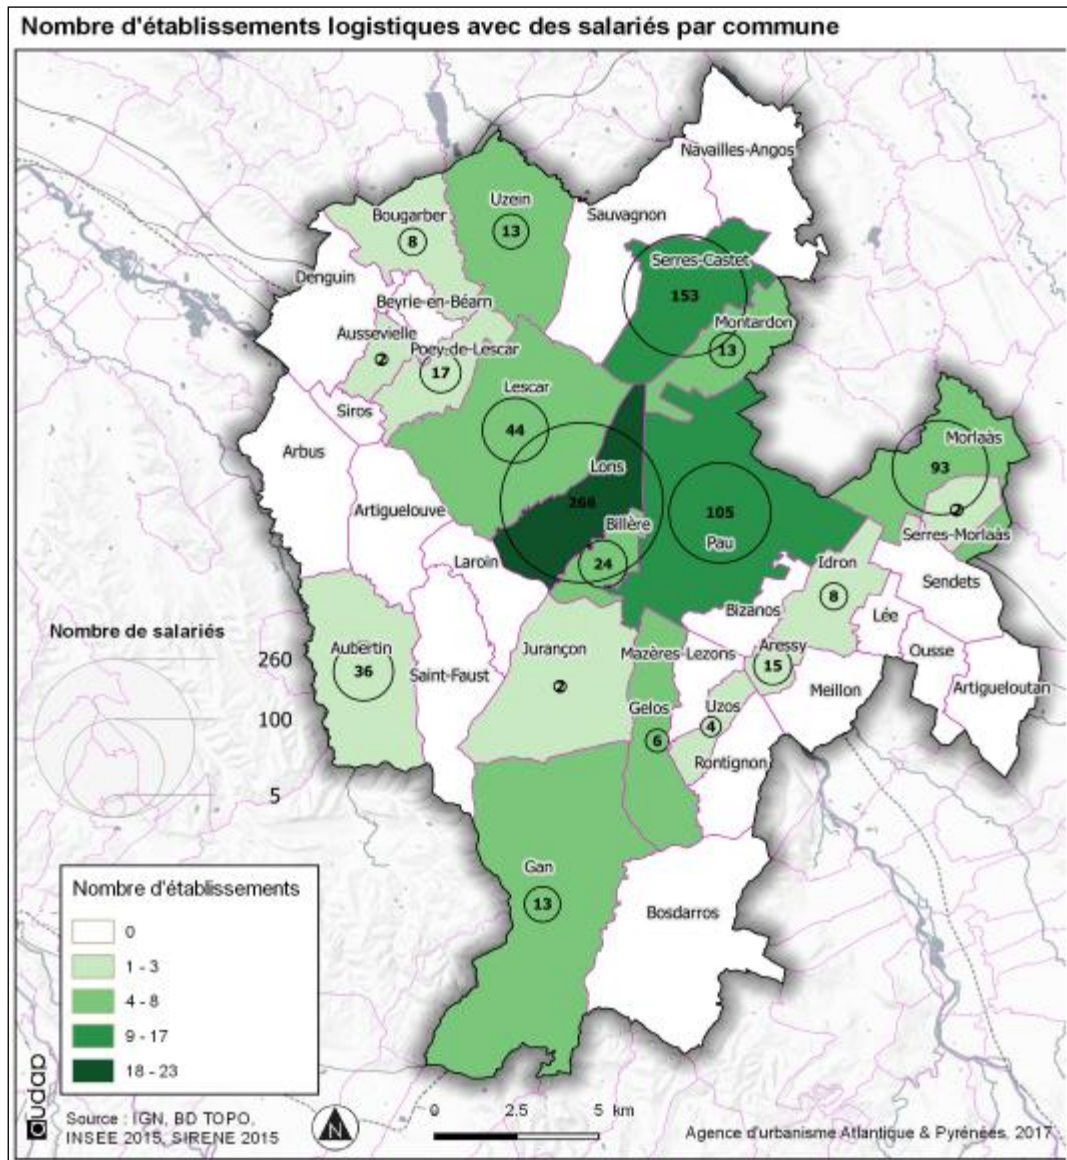 Nombre d'établissements logistiques avec des salariés par commune
Navailles-Angos
Uzein
13
Bougarber
8
Sauvagnon
Serres-Castet
153
Denguin
Beyrie-en-Béarn
Aussevielle
2
Poey-de-Lescar
17
Montardon
13
Lescar
44
Siros
Arbus
Morlaàs
93
Lons
Artiguelouve
105
Pau
2
Billère
Serres-Morlaàs
Laroin
24
Idron
8
Sendets
Bizanos
Lée
Nombre de salariés
260
100
5
Aubertin
36
Saint-Faust
Jurançon
2
Mazères-Lezons
Aressy
15
Ousse
Meillon
Artigueloutan
Gelos
6
Uzos
4
Rontignon
Gan
13
Bosdarros
Nombre d'établissements
0
1 - 3
4 - 8
9 - 17
18 - 23
audap
Source : IGN, BD TOPO,
INSEE 2015, SIRENE 2015
N
0 2.5 5 km
Agence d'urbanisme Atlantique & Pyrénées, 2017